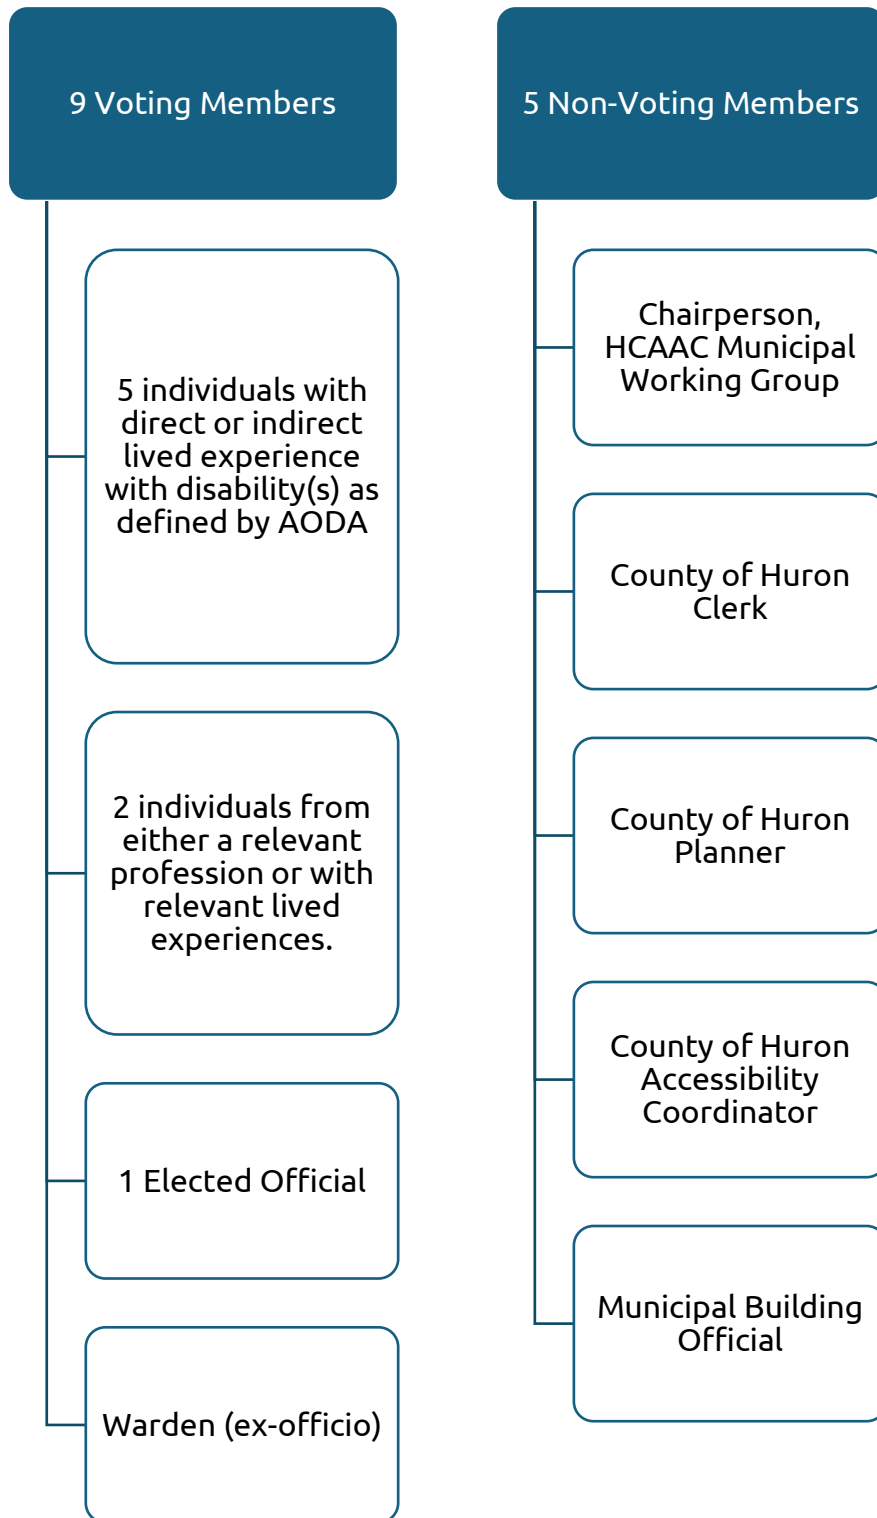 9 Voting Members
5 individuals with
direct or indirect
lived experience
with disability(s) as
defined by AODA
2 individuals from
either a relevant
profession or with
relevant lived
experiences.
1 Elected Official
Warden (ex-officio)
5 Non-Voting Members
Chairperson,
HCAAC Municipal
Working Group
County of Huron
Clerk
County of Huron
Planner
County of Huron
Accessibility
Coordinator
Municipal Building
Official